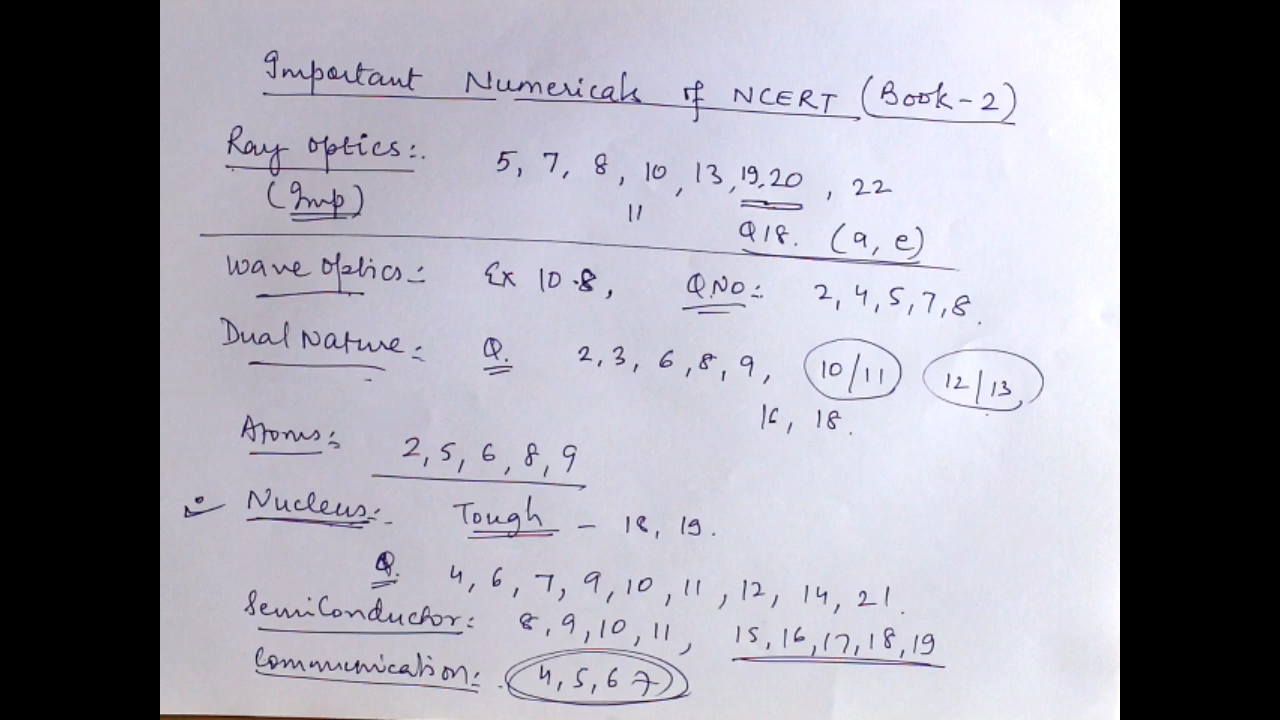 Important Numericals of NCERT (Book-2)
Ray optics:. 5, 7, 8, 10, 13, 19, 20, 22
(Imp) 11
Q18. (a, e)
Wave optics:- Ex 10.8, Q.NO:- 2, 4, 5, 7, 8.
Dual Nature:- Q. 2, 3, 6, 8, 9, 10/11 12/13,
16, 18.
Atoms:- 2, 5, 6, 8, 9
Nucleus:- Tough - 18, 19.
Q. 4, 6, 7, 9, 10, 11, 12, 14, 21.
Semiconductor: 8, 9, 10, 11, 15, 16, 17, 18, 19
Communication:- 4, 5, 6 7